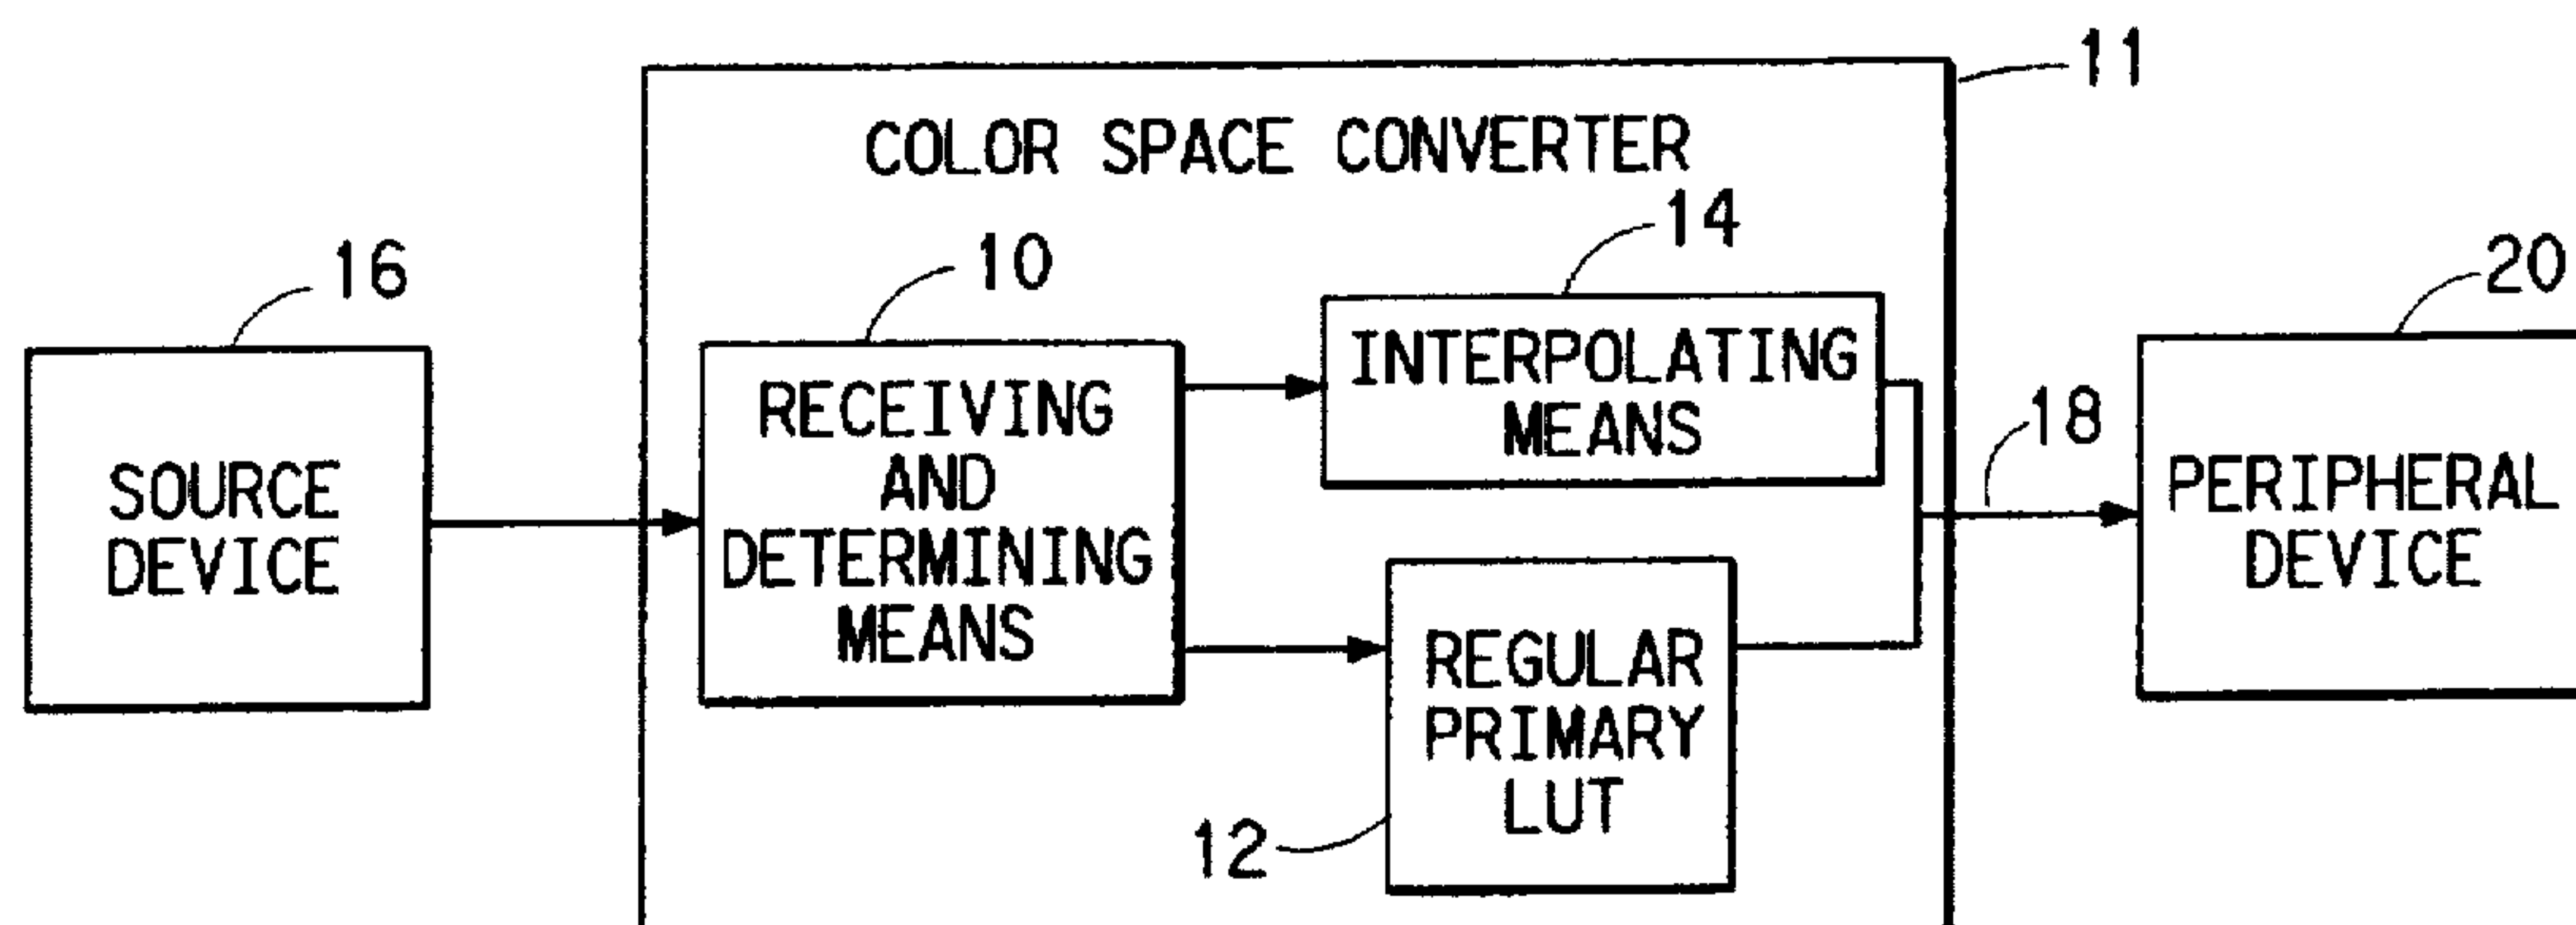 11
COLOR SPACE CONVERTER
14
10
16
20
INTERPOLATING
MEANS
RECEIVING
AND
DETERMINING
MEANS
18
SOURCE
DEVICE
PERIPHERAL
DEVICE
REGULAR
PRIMARY
LUT
12